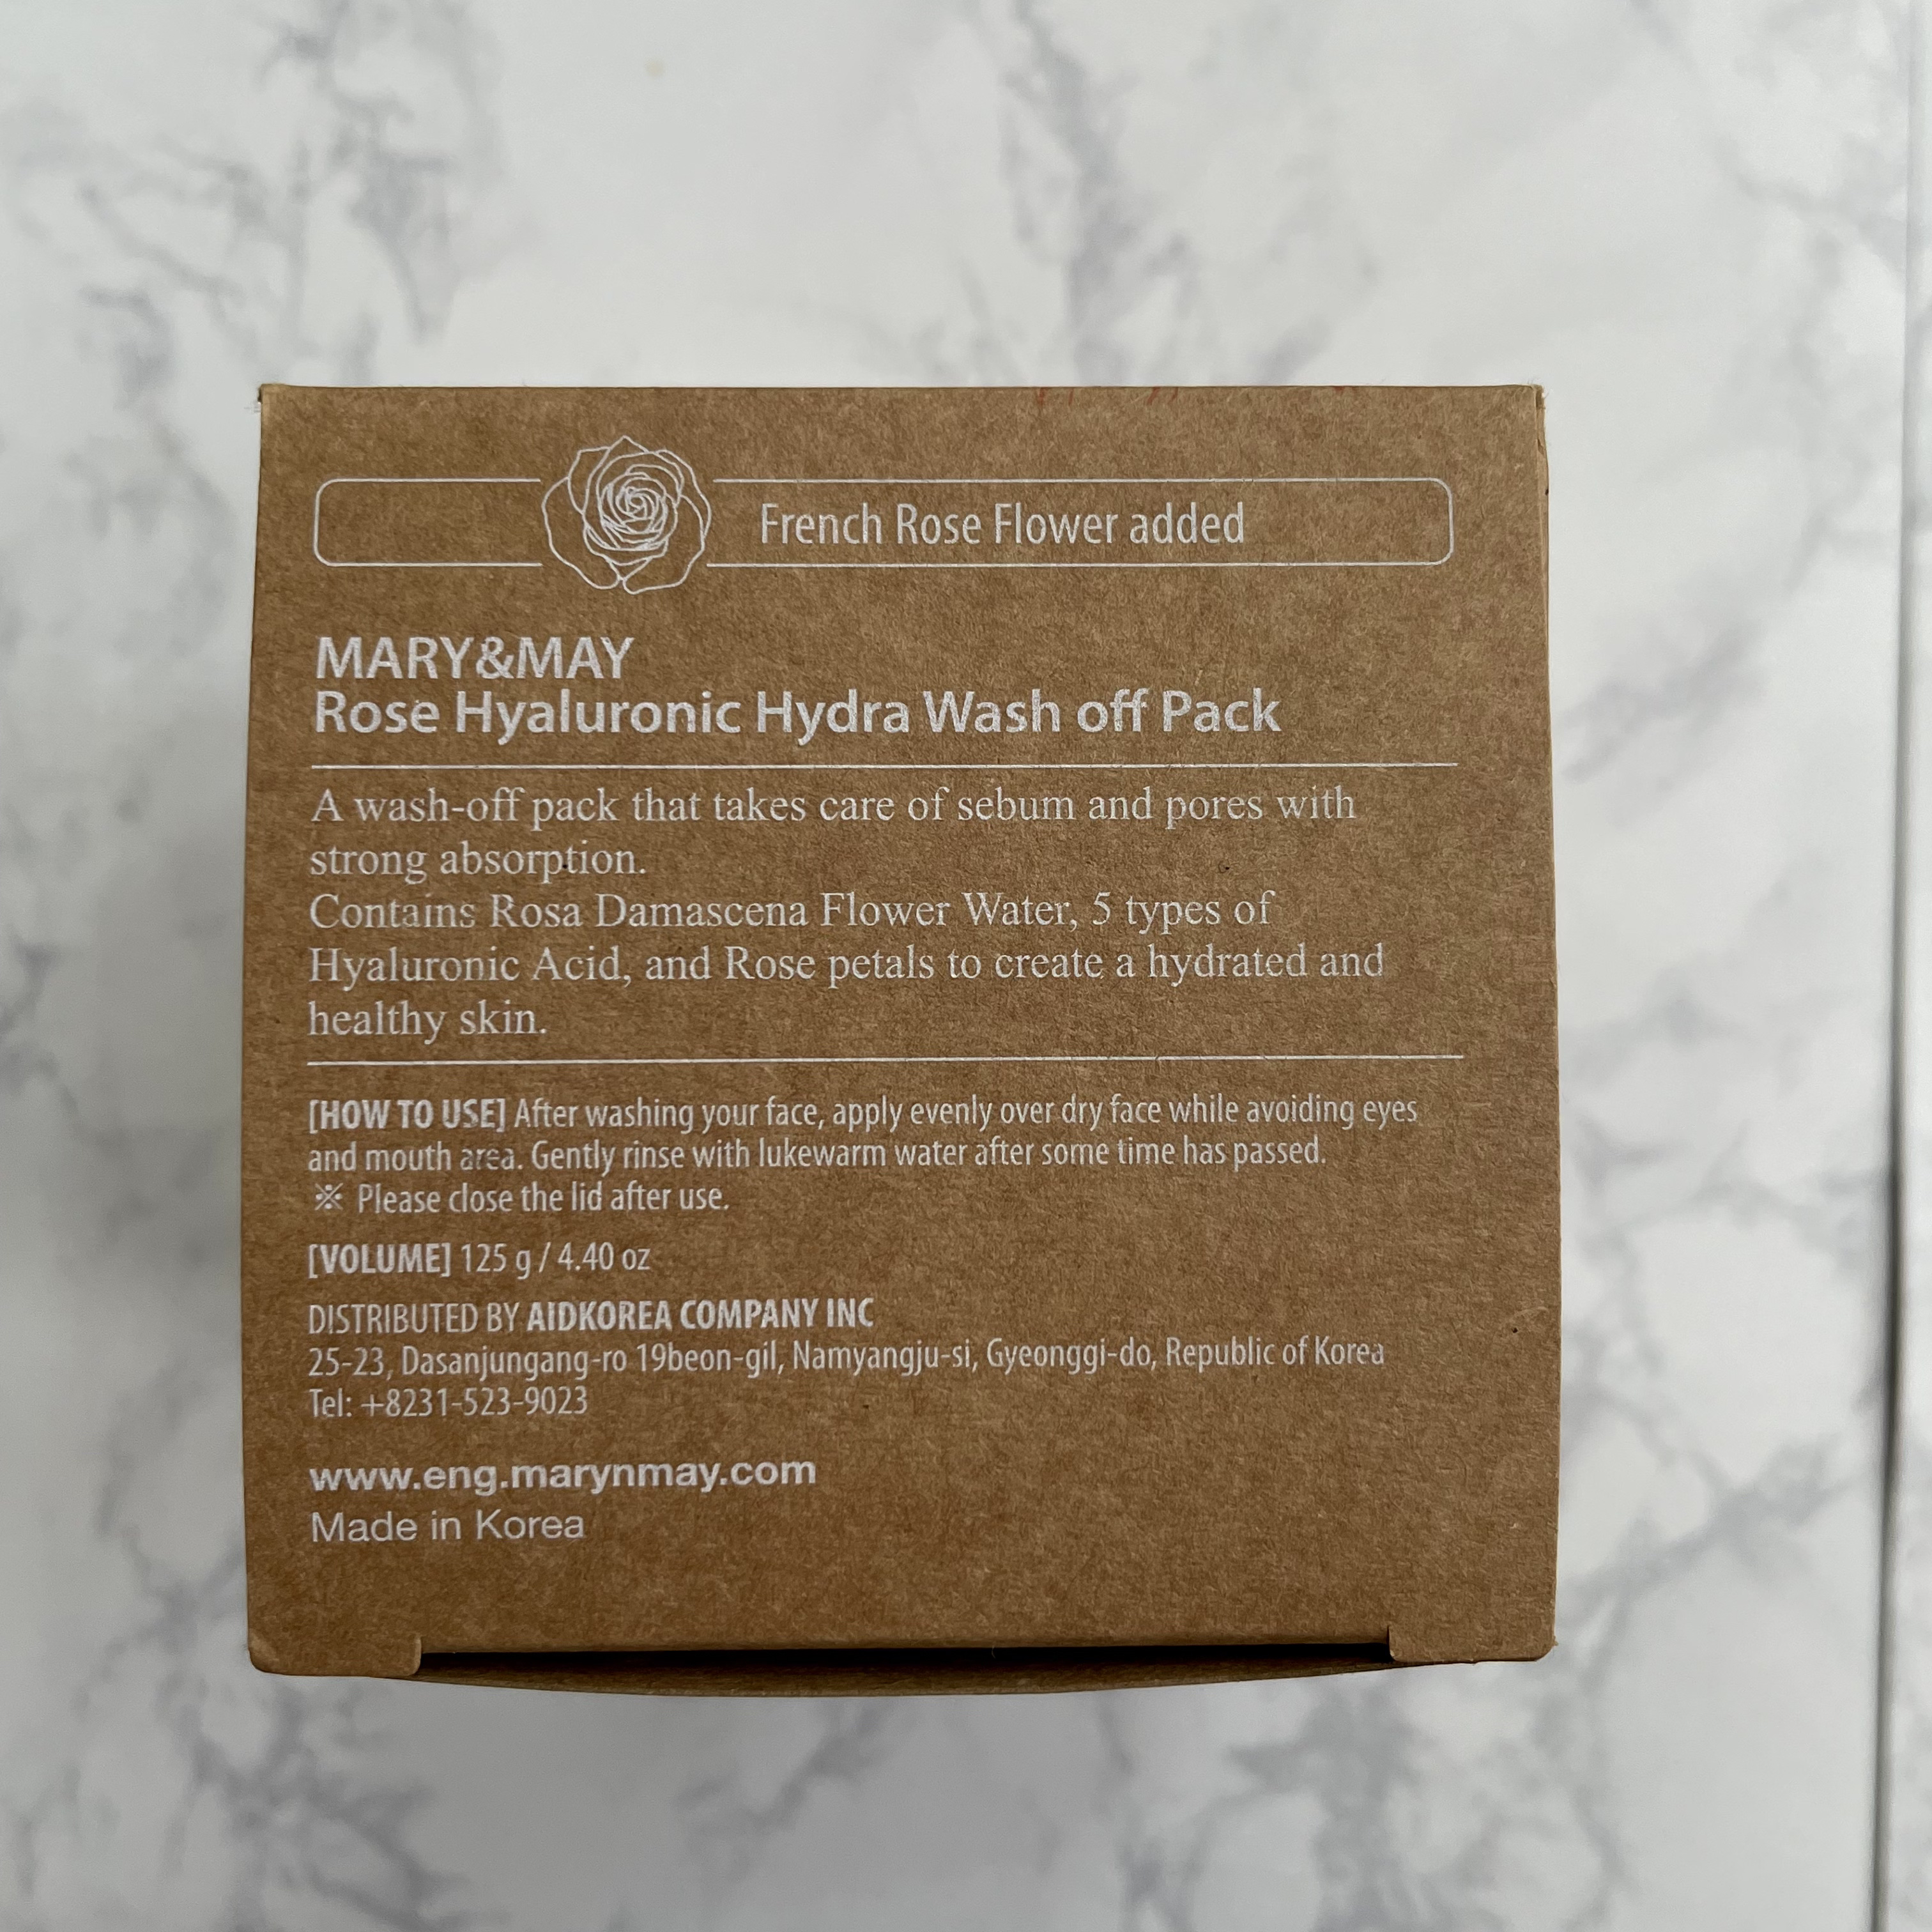 French Rose Flower added
MARY&MAY
Rose Hyaluronic Hydra Wash off Pack
A wash-off pack that takes care of sebum and pores with
strong absorption.
Contains Rosa Damascena Flower Water, 5 types of
Hyaluronic Acid, and Rose petals to create a hydrated and
healthy skin.
[HOW TO USE] After washing your face, apply evenly over dry face while avoiding eyes
and mouth area. Gently rinse with lukewarm water after some time has passed.
※ Please close the lid after use.
[VOLUME] 125 g / 4.40 oz
DISTRIBUTED BY AIDKOREA COMPANY INC
25-23, Dasanjungang-ro 19beon-gil, Namyangju-si, Gyeonggi-do, Republic of Korea
Tel: +8231-523-9023
www.eng.marynmay.com
Made in Korea